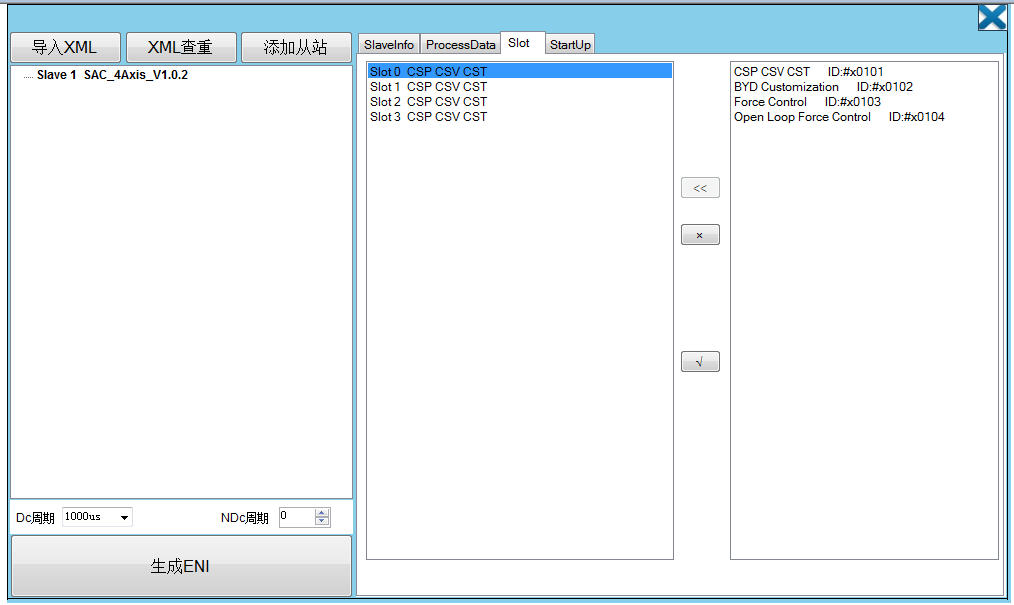 导入XML
XML查重
添加从站
Slave 1 SAC_4Axis_V1.0.2
Dc周期 1000us
NDc周期 0
生成ENI
SlaveInfo ProcessData Slot StartUp
Slot 0 CSP CSV CST
Slot 1 CSP CSV CST
Slot 2 CSP CSV CST
Slot 3 CSP CSV CST
<<
×
√
CSP CSV CST ID:#x0101
BYD Customization ID:#x0102
Force Control ID:#x0103
Open Loop Force Control ID:#x0104